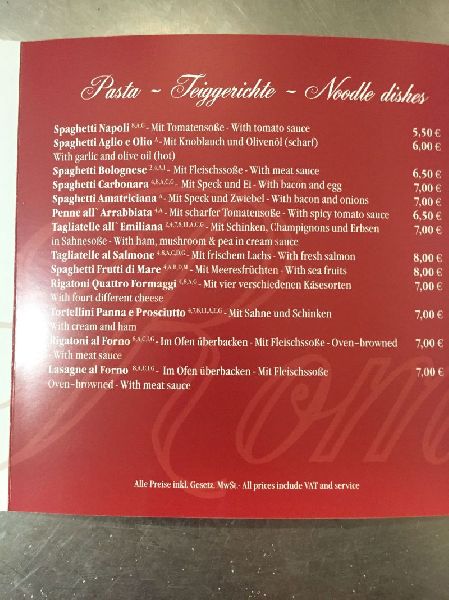 Pasta - Teiggerichte - Noodle dishes
Spaghetti Napoli 8,A,G - Mit Tomatensoße - With tomato sauce 5,50 €
Spaghetti Aglio e Olio A - Mit Knoblauch und Olivenöl (scharf) 6,00 €
With garlic and olive oil (hot)
Spaghetti Bolognese 2,4,A,I - Mit Fleischsoße - With meat sauce 6,50 €
Spaghetti Carbonara - Mit Speck und Ei - With bacon and egg 7,00 €
Spaghetti Amatriciana A - Mit Speck und Zwiebel - With bacon and onions 7,00 €
Penne all` Arrabbiata 4,A - Mit scharfer Tomatensoße - With spicy tomato sauce 6,50 €
Tagliatelle all` Emiliana - Mit Schinken, Champignons und Erbsen 7,00 €
in Sahnesoße - With ham, mushroom & pea in cream sauce
Tagliatelle al Salmone - Mit frischem Lachs - With fresh salmon 8,00 €
Spaghetti Frutti di Mare - Mit Meeresfrüchten - With sea fruits 8,00 €
Rigatoni Quattro Formaggi - Mit vier verschiedenen Käsesorten 7,00 €
With fourt different cheese
Tortellini Panna e Prosciutto - Mit Sahne und Schinken 7,00 €
With cream and ham
Rigatoni al Forno - Im Ofen überbacken - Mit Fleischsoße - Oven-browned 7,00 €
- With meat sauce
Lasagne al Forno - Im Ofen überbacken - Mit Fleischssoße 7,00 €
Oven-browned - With meat sauce
Rom
Alle Preise inkl. Gesetz. MwSt. - All prices include VAT and service